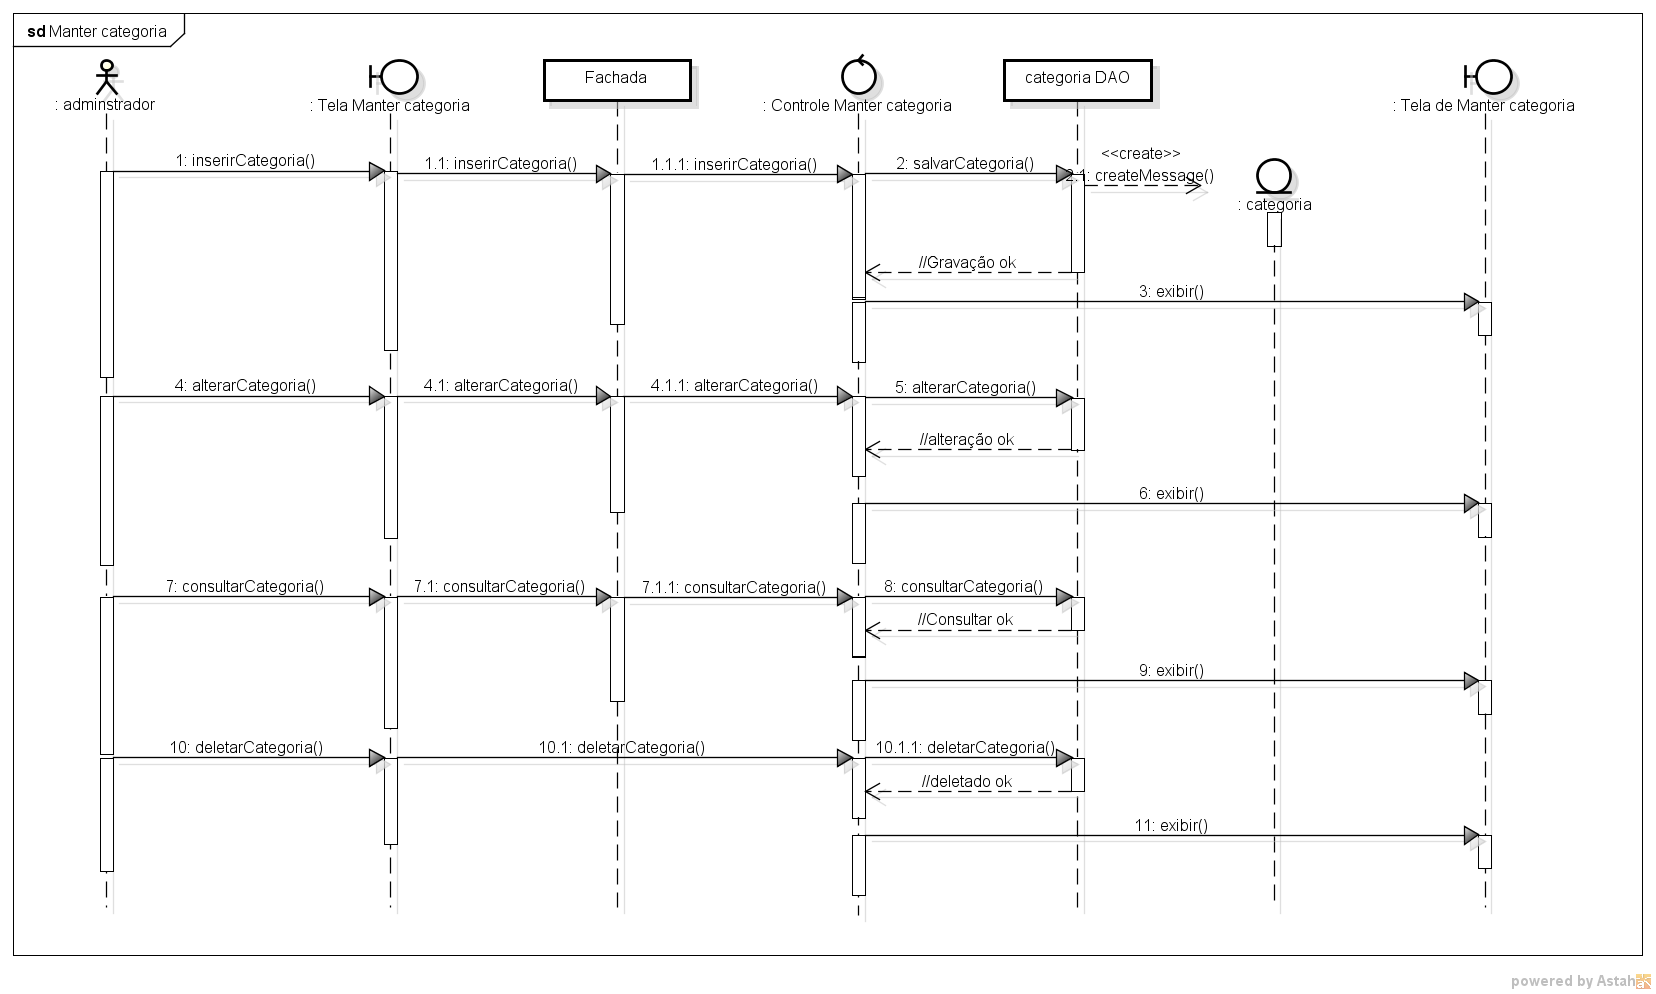 sd Manter categoria
: adminstrador
: Tela Manter categoria
Fachada
: Controle Manter categoria
categoria DAO
: Tela de Manter categoria
1: inserirCategoria()
1.1: inserirCategoria()
1.1.1: inserirCategoria()
2: salvarCategoria()
<<create>>
2.1: createMessage()
: categoria
//Gravação ok
3: exibir()
4: alterarCategoria()
4.1: alterarCategoria()
4.1.1: alterarCategoria()
5: alterarCategoria()
//alteração ok
6: exibir()
7: consultarCategoria()
7.1: consultarCategoria()
7.1.1: consultarCategoria()
8: consultarCategoria()
//Consultar ok
9: exibir()
10: deletarCategoria()
10.1: deletarCategoria()
10.1.1: deletarCategoria()
//deletado ok
11: exibir()
powered by Astah